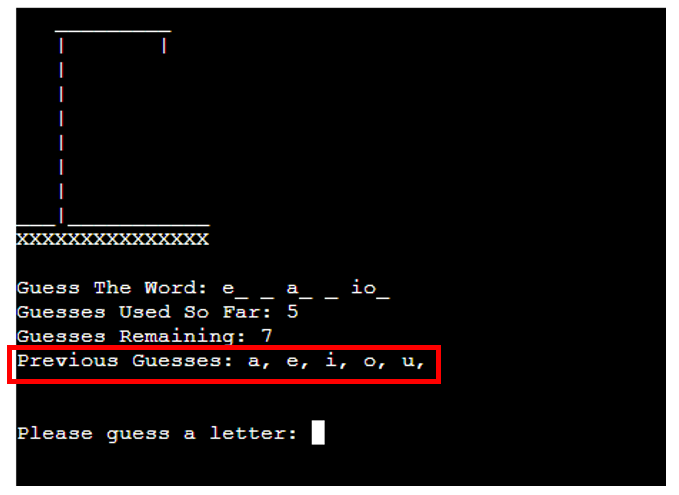 XXXXXXXXXXXXXXX
Guess The Word: e_ _ a_ _ io_
Guesses Used So Far: 5
Guesses Remaining: 7
Previous Guesses: a, e, i, o, u,
Please guess a letter: